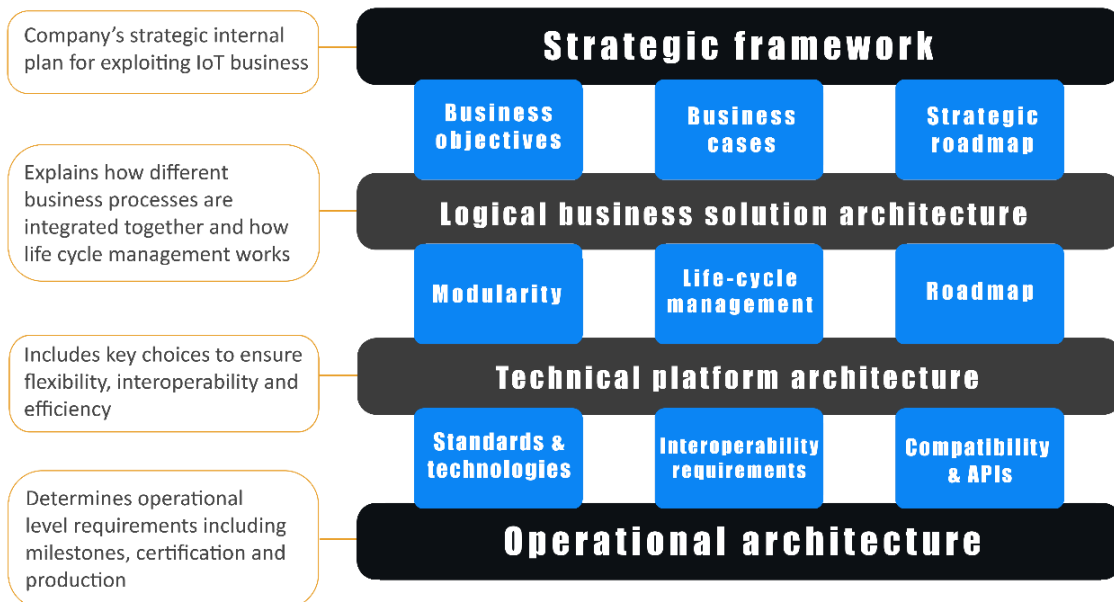 Company's strategic internal
plan for exploiting IoT business
Strategic framework
Business
objectives
Business
cases
Strategic
roadmap
Explains how different
business processes are
integrated together and how
life cycle management works
Logical business solution architecture
Modularity
Life-cycle
management
Roadmap
Includes key choices to ensure
flexibility, interoperability and
efficiency
Technical platform architecture
Standards &
technologies
Interoperability
requirements
Compatibility
& APIs
Determines operational
level requirements including
milestones, certification and
production
Operational architecture